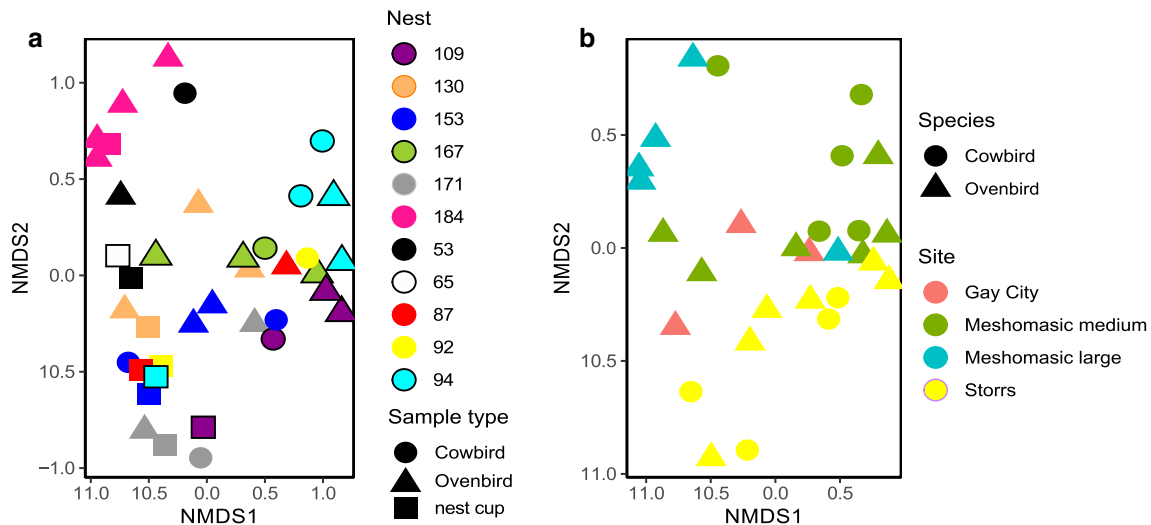 a
Nest
109
130
153
167
171
184
53
65
87
92
94
Sample type
Cowbird
Ovenbird
nest cup
NMDS2
1.0
0.5
0.0
10.5
−1.0
11.0 10.5 0.0 0.5 1.0
NMDS1
b
NMDS2
0.5
0.0
10.5
11.0
11.0 10.5 0.0 0.5
NMDS1
Species
Cowbird
Ovenbird
Site
Gay City
Meshomasic medium
Meshomasic large
Storrs